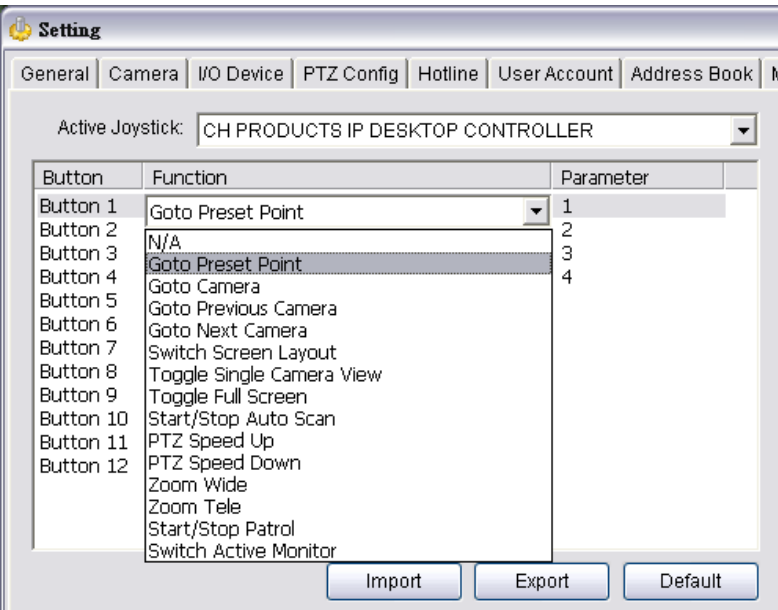 Setting
General Camera I/O Device PTZ Config Hotline User Account Address Book
Active Joystick: CH PRODUCTS IP DESKTOP CONTROLLER
Button Function Parameter
Button 1 Goto Preset Point 1
Button 2 2
N/A
Button 3 Goto Preset Point 3
Button 4 Goto Camera 4
Button 5 Goto Previous Camera
Button 6 Goto Next Camera
Button 7 Switch Screen Layout
Button 8 Toggle Single Camera View
Button 9 Toggle Full Screen
Button 10 Start/Stop Auto Scan
Button 11 PTZ Speed Up
Button 12 PTZ Speed Down
Zoom Wide
Zoom Tele
Start/Stop Patrol
Switch Active Monitor
Import Export Default